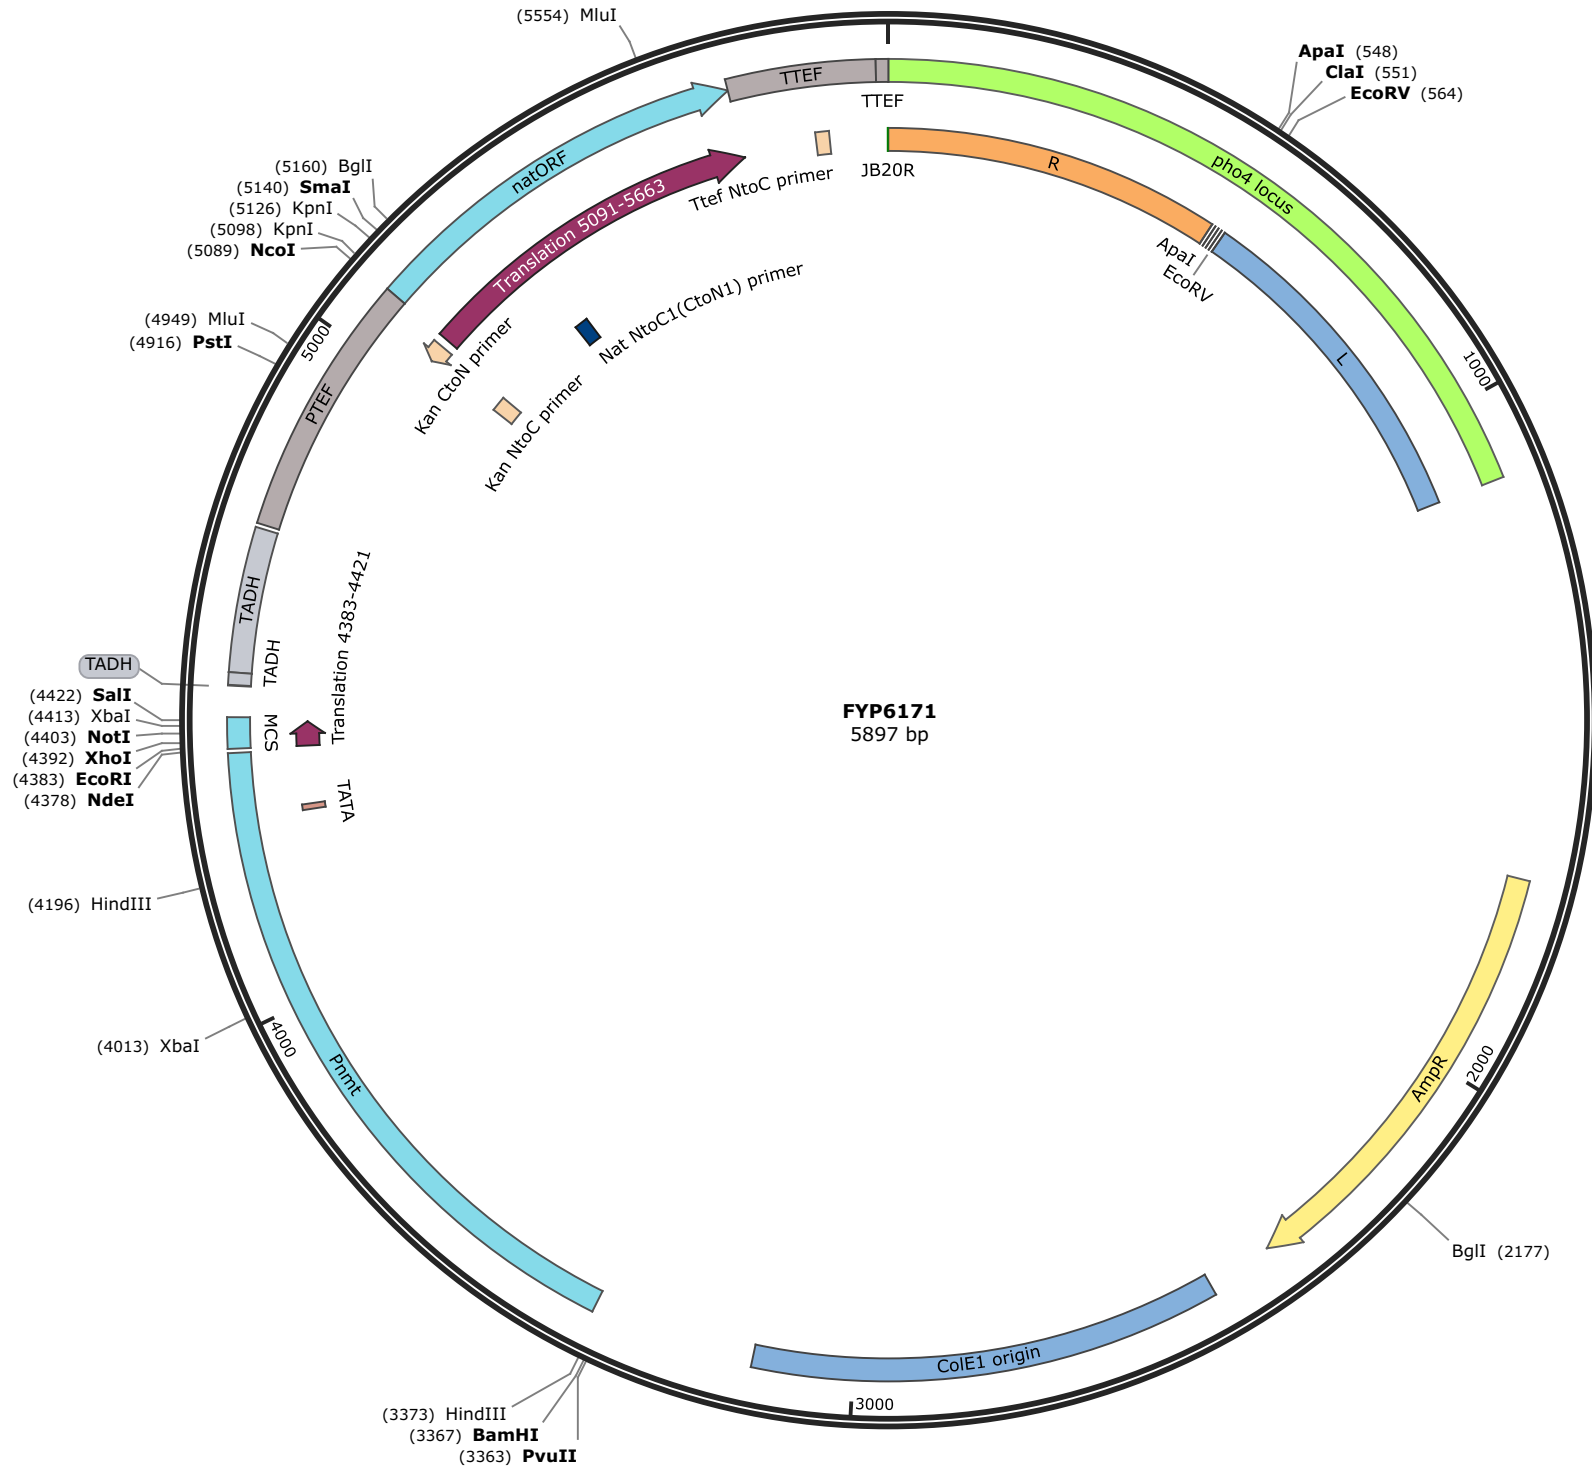 (5554) MluI
ApaI (548)
ClaI (551)
EcoRV (564)
TTEF
TTEF
pho4 locus
natORF
R
JB20R
Ttef NtoC primer
Translation 5091-5663
(5160) BglI
(5140) SmaI
(5126) KpnI
(5098) KpnI
(5089) NcoI
ApaI
EcoRV
Nat NtoC1(CtoN1) primer
(4949) MluI
(4916) PstI
5000
Kan CtoN primer
L
1000
PTEF
Kan NtoC primer
TADH
Translation 4383-4421
TADH
TADH
(4422) SalI
(4413) XbaI
(4403) NotI
(4392) XhoI
(4383) EcoRI
(4378) NdeI
MCS
TATA
FYP6171
5897 bp
(4196) HindIII
(4013) XbaI
4000
Pnmt
2000
AmpR
BglI (2177)
ColE1 origin
3000
(3373) HindIII
(3367) BamHI
(3363) PvuII